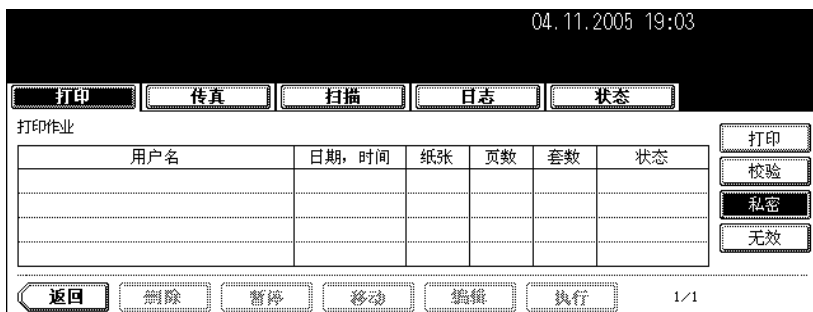 04.11.2005 19:03
打印 传真 扫描 日志 状态
打印作业
用户名 日期，时间 纸张 页数 套数 状态
打印
校验
私密
无效
返回 删除 暂停 移动 编辑 执行 1/1